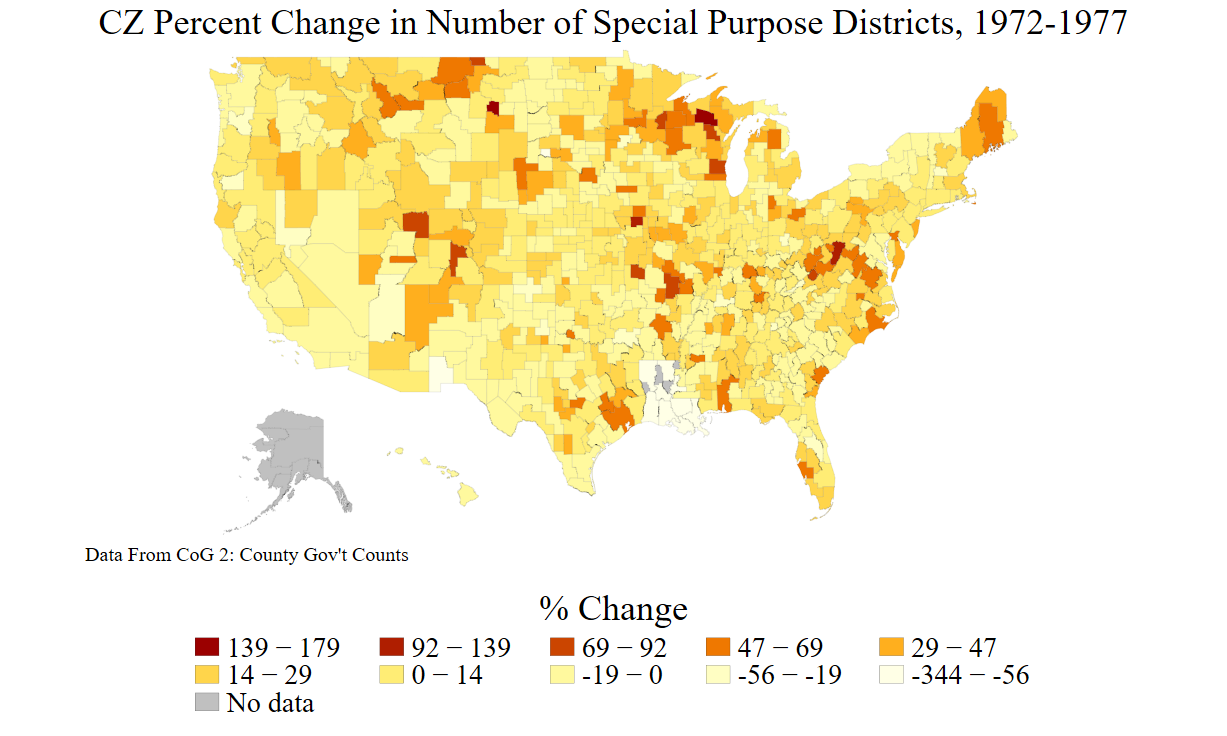 CZ Percent Change in Number of Special Purpose Districts, 1972-1977
Data From CoG 2: County Gov't Counts
% Change
139 − 179 92 − 139 69 − 92 47 − 69 29 − 47
14 − 29 0 − 14 -19 − 0 -56 − -19 -344 − -56
No data